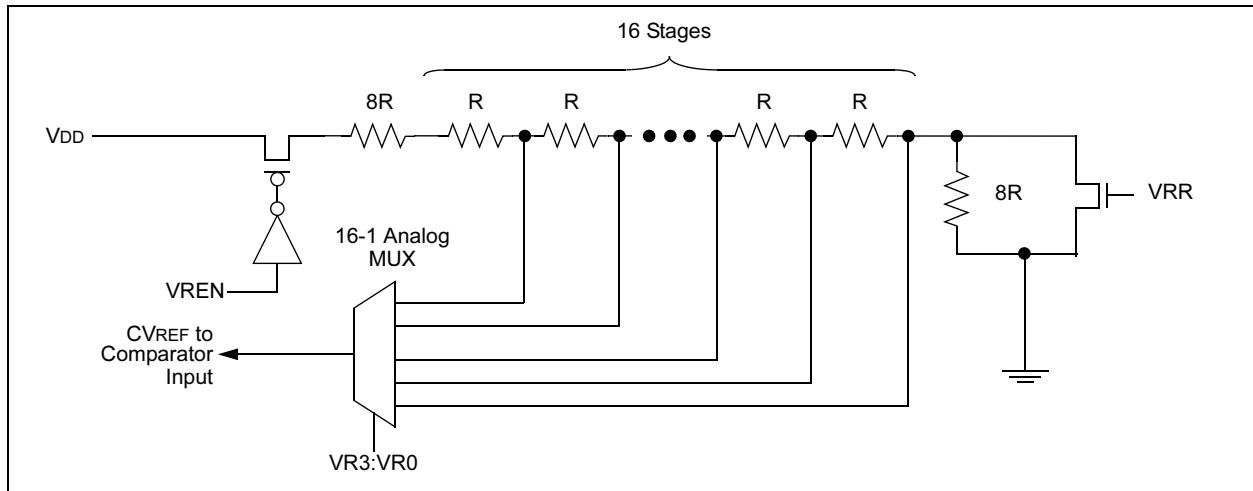 16 Stages
8R
R
R
R
R
VDD
8R
VRR
16-1 Analog
MUX
VREN
CVREF to
Comparator
Input
VR3:VR0